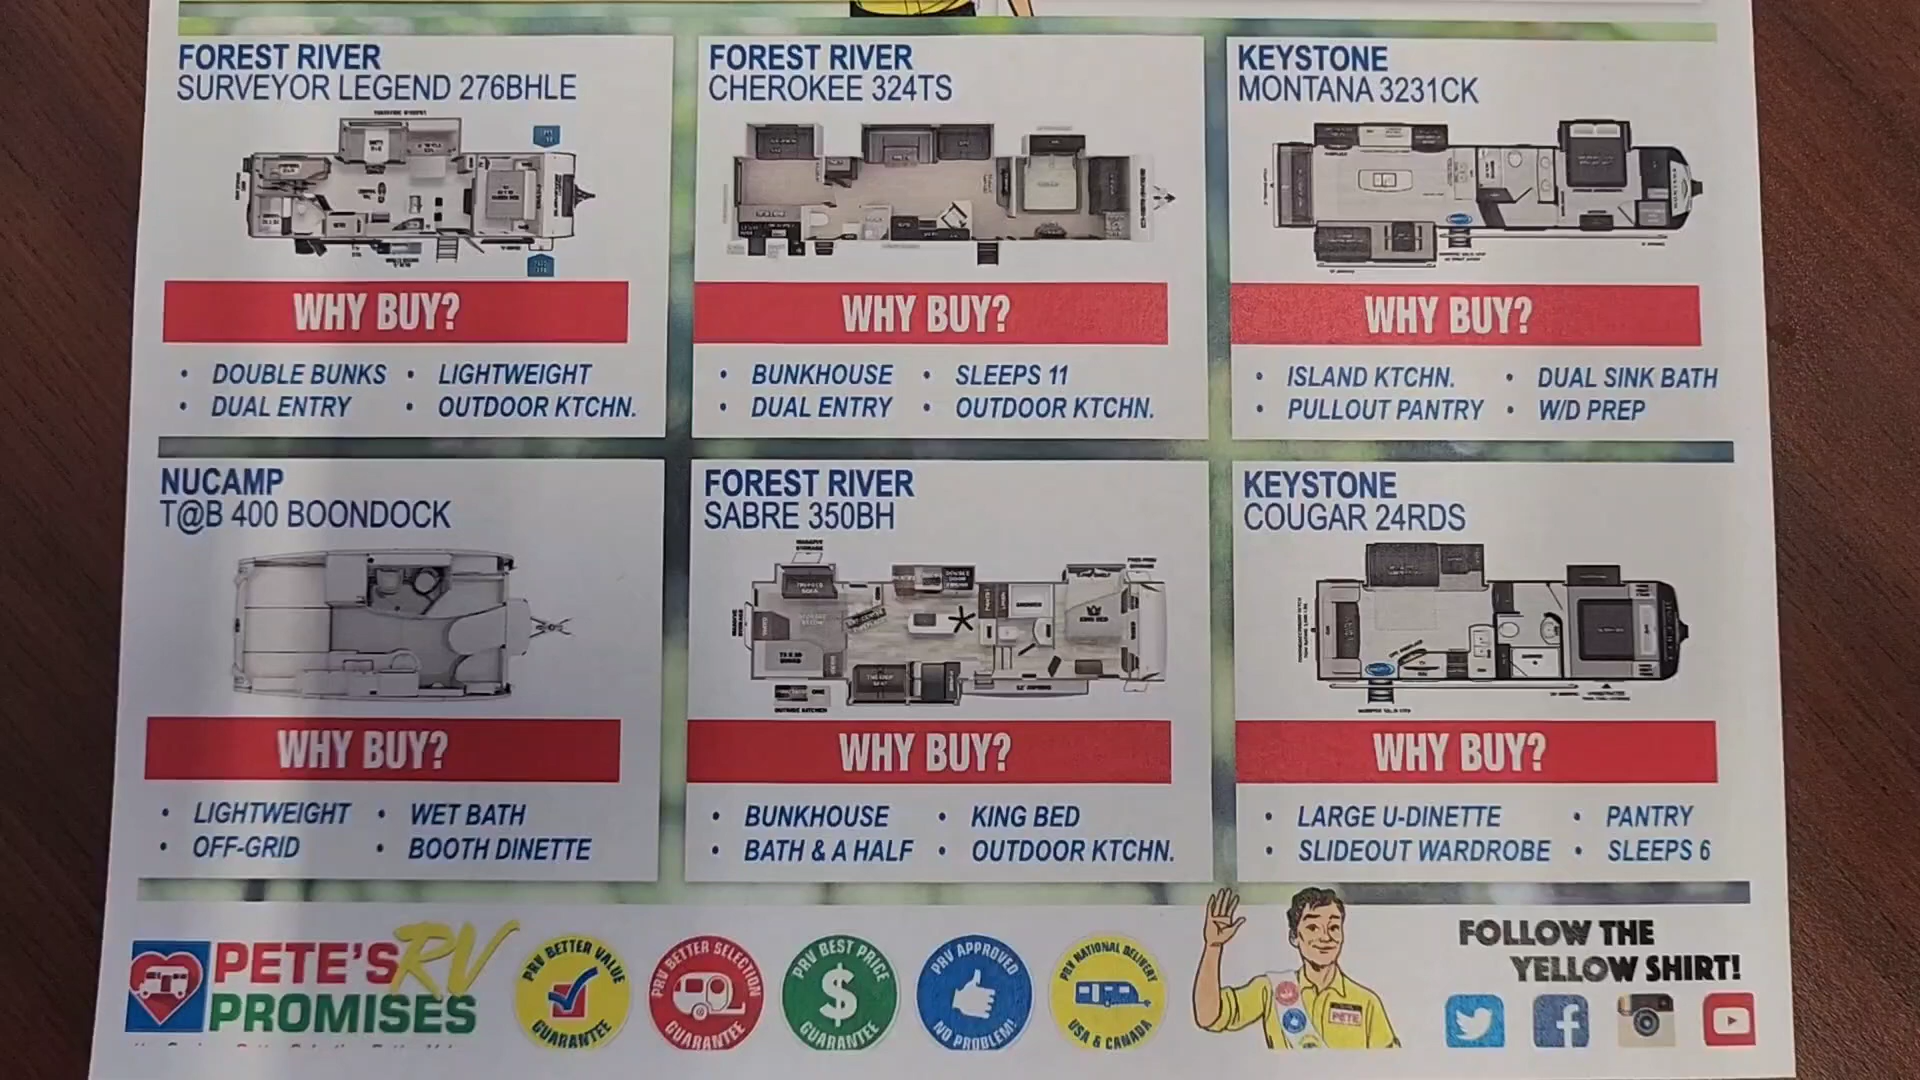 FOREST RIVER
SURVEYOR LEGEND 276BHLE
WHY BUY?
• DOUBLE BUNKS • LIGHTWEIGHT
• DUAL ENTRY • OUTDOOR KTCHN.
FOREST RIVER
CHEROKEE 324TS
WHY BUY?
• BUNKHOUSE • SLEEPS 11
• DUAL ENTRY • OUTDOOR KTCHN.
KEYSTONE
MONTANA 3231CK
WHY BUY?
• ISLAND KTCHN. • DUAL SINK BATH
• PULLOUT PANTRY • W/D PREP
NUCAMP
T@B 400 BOONDOCK
WHY BUY?
• LIGHTWEIGHT • WET BATH
• OFF-GRID • BOOTH DINETTE
FOREST RIVER
SABRE 350BH
OUTSIDE KITCHEN
KING BED
WHY BUY?
• BUNKHOUSE • KING BED
• BATH & A HALF • OUTDOOR KTCHN.
KEYSTONE
COUGAR 24RDS
WHY BUY?
• LARGE U-DINETTE • PANTRY
• SLIDEOUT WARDROBE • SLEEPS 6
PETE'S RV
PROMISES
PRV BETTER VALUE
GUARANTEE
PRV BETTER SELECTION
GUARANTEE
PRV BEST PRICE
$
GUARANTEE
PRV APPROVED
NO PROBLEM!
PRV NATIONAL DELIVERY
USA & CANADA
PETE
FOLLOW THE
YELLOW SHIRT!